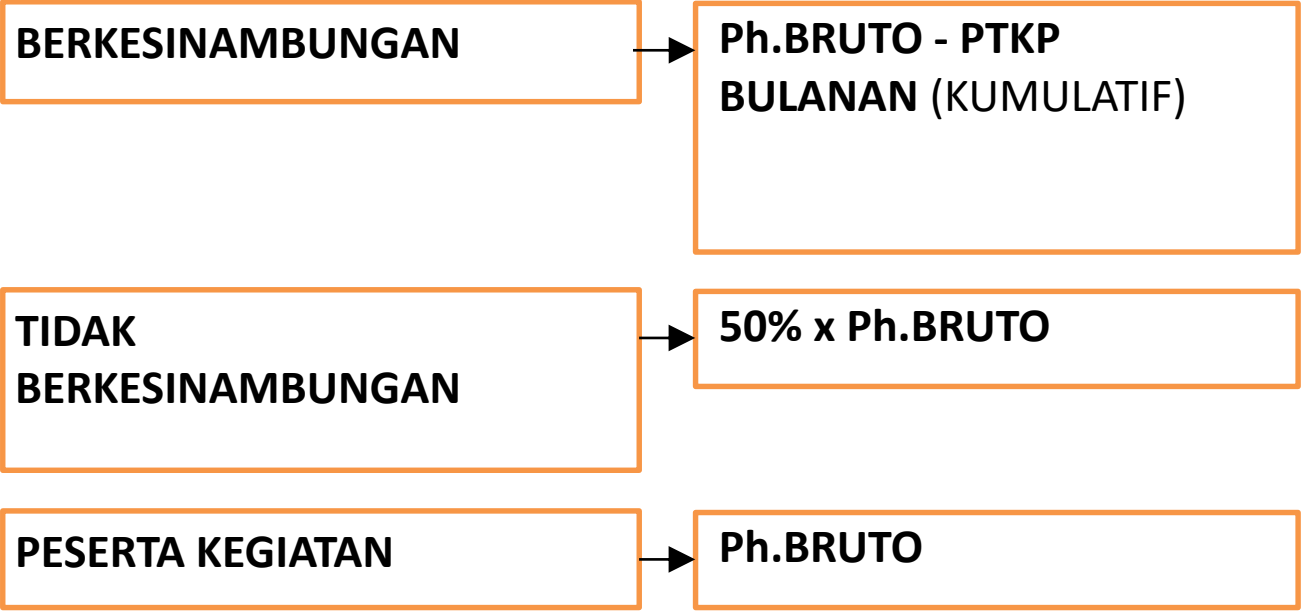 BERKESINAMBUNGAN
Ph.BRUTO - PTKP
BULANAN (KUMULATIF)
TIDAK
BERKESINAMBUNGAN
50% x Ph.BRUTO
PESERTA KEGIATAN
Ph.BRUTO